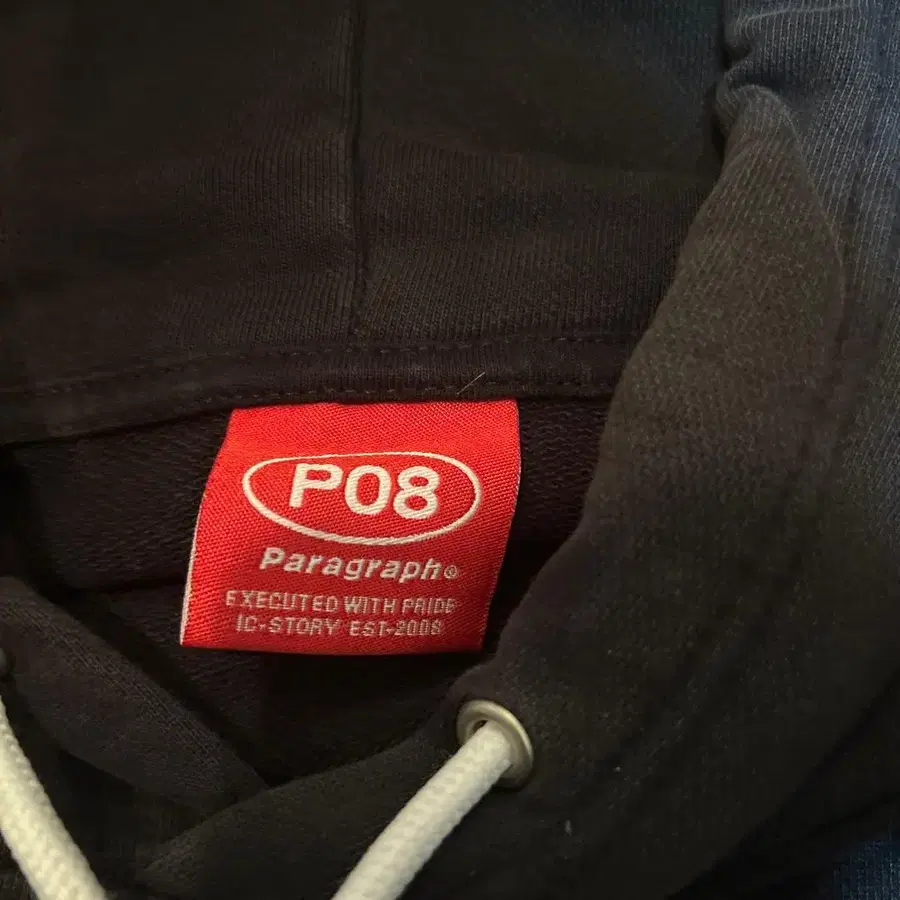 P08
Paragraph®
EXECUTED WITH PRIDE
IC-STORY EST-2008